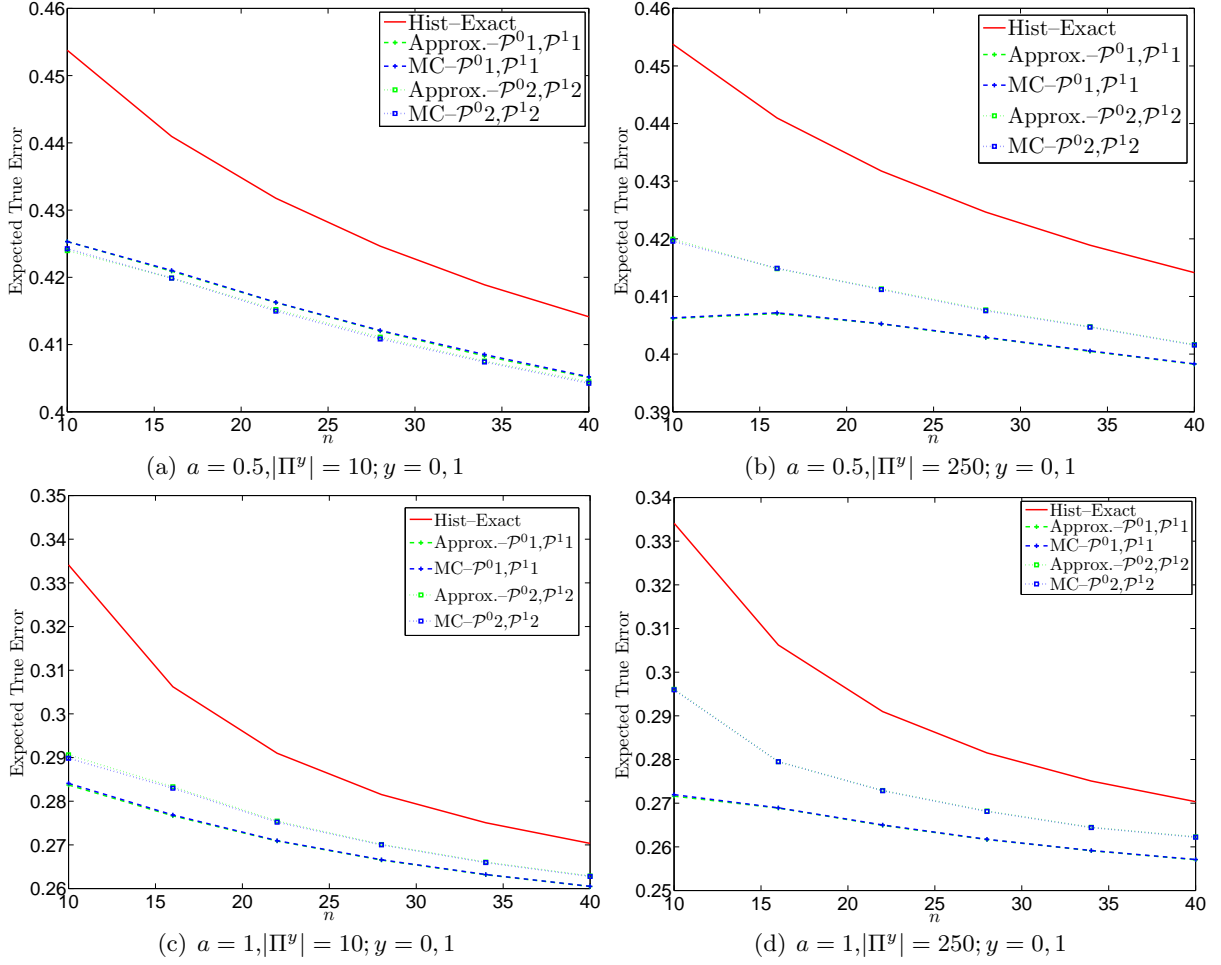 0.46
0.45
0.44
0.43
0.42
0.41
0.4
Expected True Error
10 15 20 25 30 35 40
n
Hist–Exact
Approx.–𝒫⁰1,𝒫¹1
MC–𝒫⁰1,𝒫¹1
Approx.–𝒫⁰2,𝒫¹2
MC–𝒫⁰2,𝒫¹2
(a) a = 0.5,|Π^y| = 10; y = 0, 1
0.46
0.45
0.44
0.43
0.42
0.41
0.4
0.39
Expected True Error
10 15 20 25 30 35 40
n
Hist–Exact
Approx.–𝒫⁰1,𝒫¹1
MC–𝒫⁰1,𝒫¹1
Approx.–𝒫⁰2,𝒫¹2
MC–𝒫⁰2,𝒫¹2
(b) a = 0.5,|Π^y| = 250; y = 0, 1
0.35
0.34
0.33
0.32
0.31
0.3
0.29
0.28
0.27
0.26
Expected True Error
10 15 20 25 30 35 40
n
Hist–Exact
Approx.–𝒫⁰1,𝒫¹1
MC–𝒫⁰1,𝒫¹1
Approx.–𝒫⁰2,𝒫¹2
MC–𝒫⁰2,𝒫¹2
(c) a = 1,|Π^y| = 10; y = 0, 1
0.34
0.33
0.32
0.31
0.3
0.29
0.28
0.27
0.26
0.25
Expected True Error
10 15 20 25 30 35 40
n
Hist–Exact
Approx.–𝒫⁰1,𝒫¹1
MC–𝒫⁰1,𝒫¹1
Approx.–𝒫⁰2,𝒫¹2
MC–𝒫⁰2,𝒫¹2
(d) a = 1,|Π^y| = 250; y = 0, 1